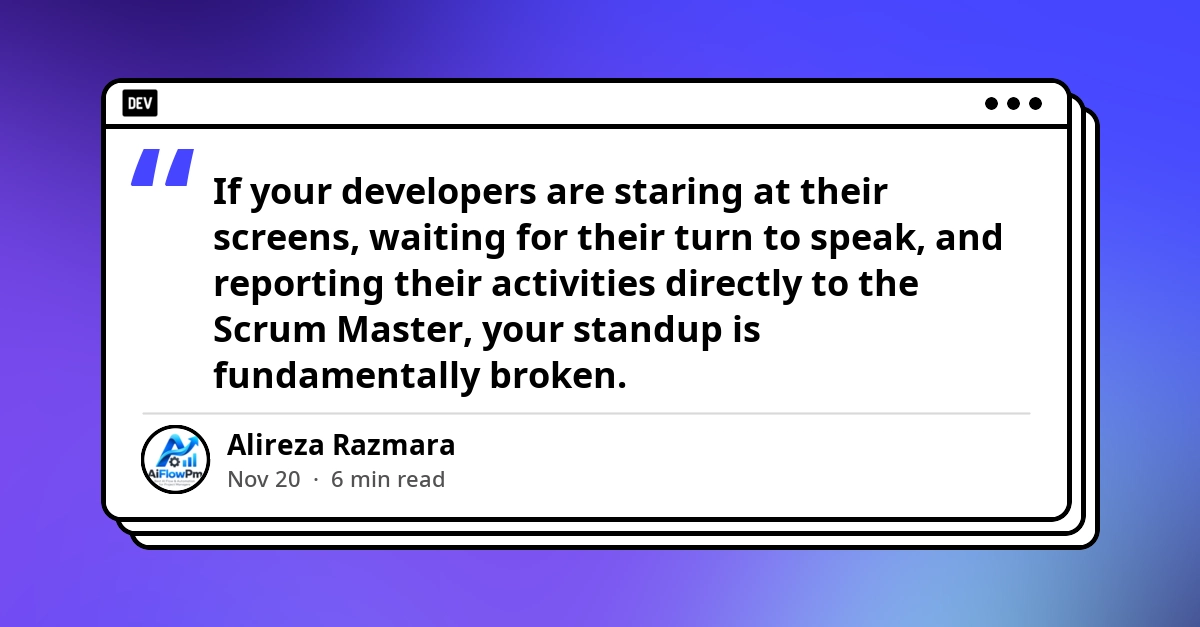 DEV
If your developers are staring at their
screens, waiting for their turn to speak, and
reporting their activities directly to the
Scrum Master, your standup is
fundamentally broken.
Alireza Razmara
Nov 20 · 6 min read
AiFlowPm